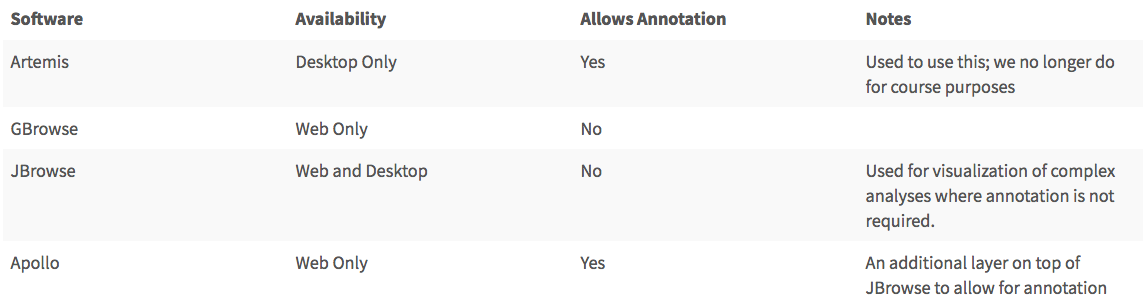 Software Availability Allows Annotation Notes
Artemis Desktop Only Yes Used to use this; we no longer do
for course purposes
GBrowse Web Only No
JBrowse Web and Desktop No Used for visualization of complex
analyses where annotation is not
required.
Apollo Web Only Yes An additional layer on top of
JBrowse to allow for annotation